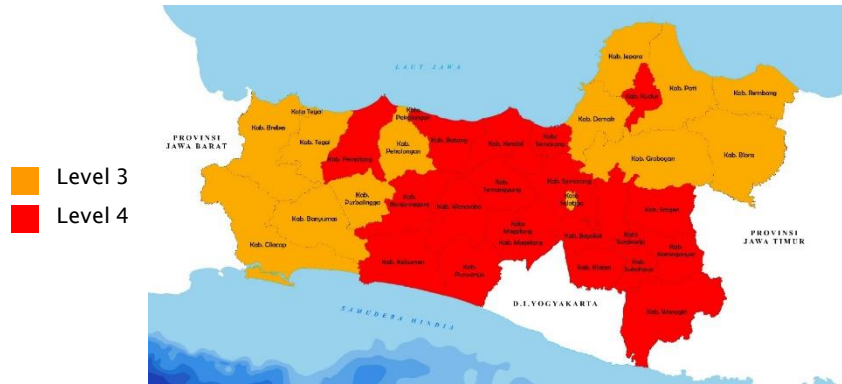 LAUT JAWA
Kab. Jepara
Kab. Pati
Kab. Rembang
Kab. Kudus
Kab. Demak
Kab. Blora
Kab. Grobogan
Kota Tegal
Kab. Brebes
Kab. Tegal
Kab. Pemalang
Kota
Pekalongan
Kab.
Pekalongan
Kab. Batang
Kab. Kendal
Kota
Semarang
PROVINSI
JAWA BARAT
Level 3
Level 4
Kab. Semarang
Kota
Salatiga
Kab.
Temanggung
Kab.
Purbalingga
Kab.
Banjarnegara
Kab. Wonosobo
Kab. Banyumas
Kab. Cilacap
Kab. Kebumen
Kab.
Purworejo
Kota
Magelang
Kab. Magelang
Kab. Boyolali
Kab. Sragen
Kota
Surakarta
Kab.
Karanganyar
Kab. Klaten
Kab.
Sukoharjo
Kab. Wonogiri
PROVINSI
JAWA TIMUR
D.I.YOGYAKARTA
SAMUDERA HINDIA